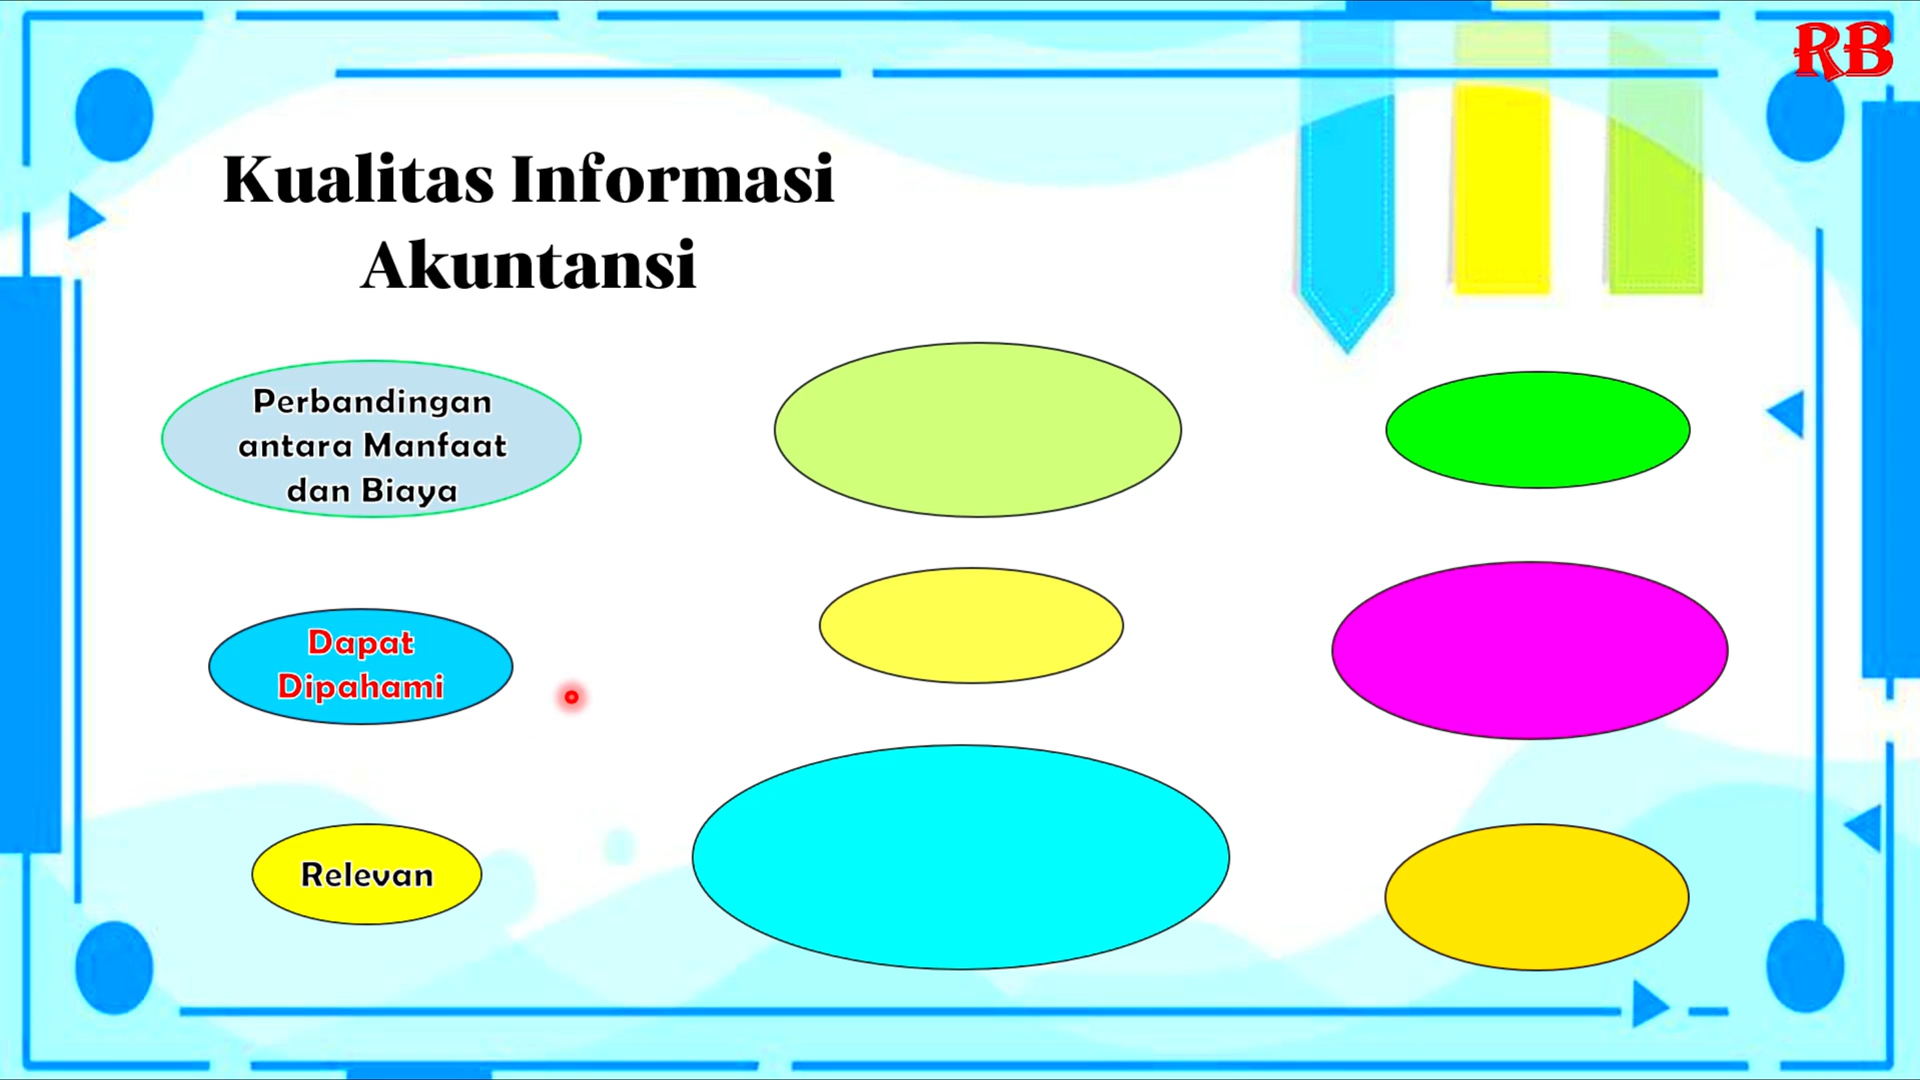 RB
Kualitas Informasi
Akuntansi
Perbandingan
antara Manfaat
dan Biaya
Dapat
Dipahami
Relevan